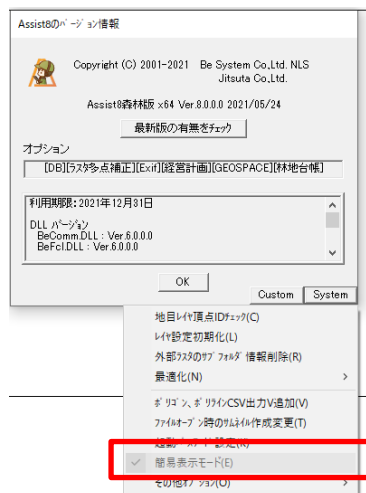 Assist8のﾊﾞｰｼﾞｮﾝ情報
Copyright (C) 2001-2021 Be System Co,Ltd. NLS
Jitsuta Co,Ltd.
Assist8森林版 x64 Ver.8.0.0.0 2021/05/24
最新版の有無をﾁｪｯｸ
オプション
[DB][ﾗｽﾀ多点補正][Exif][経営計画][GEOSPACE][林地台帳]
利用期限:2021年12月31日
DLL ﾊﾞｰｼﾞｮﾝ
BeComm.DLL : Ver.6.0.0.0
BeFcl.DLL : Ver.6.0.0.0
OK
Custom System
地目ﾚｲﾔ頂点IDﾁｪｯｸ(C)
ﾚｲﾔ設定初期化(L)
外部ﾗｽﾀのｻﾌﾞﾌｫﾙﾀﾞ情報削除(R)
最適化(N)
ﾎﾟﾘｺﾞﾝ、ﾎﾟﾘﾗｲﾝCSV出力V追加(V)
ﾌｧｲﾙｵｰﾌﾟﾝ時のｻﾑﾈｲﾙ作成変更(T)
簡易表示ﾓｰﾄﾞ(E)
その他ｵﾌﾟｼｮﾝ(O)